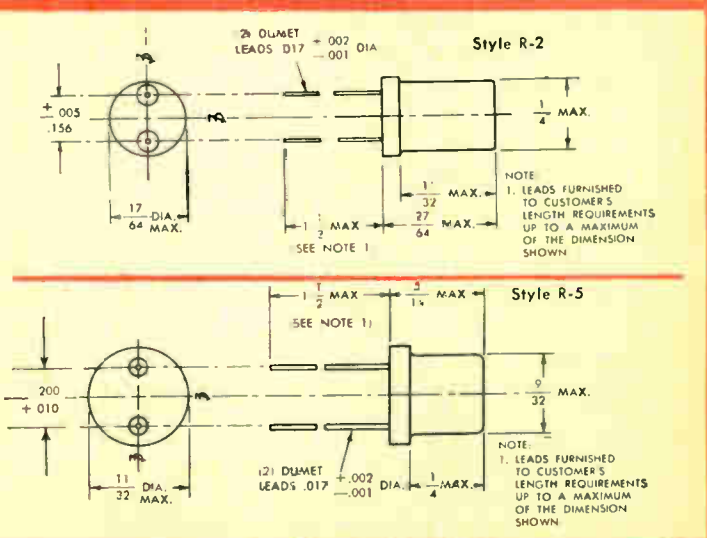 2) DUMET
LEADS .017 + .002 — .001 DIA
Style R-2
+ .005
.156
17/64 DIA. MAX.
1 1/2 MAX
SEE NOTE 1
11/32 MAX.
27/64 MAX.
1/4 MAX.
NOTE
1. LEADS FURNISHED
TO CUSTOMER'S
LENGTH REQUIREMENTS
UP TO A MAXIMUM
OF THE DIMENSION
SHOWN
1 1/2 MAX
SEE NOTE 1)
MAX
Style R-5
200
+ 010
11/32 DIA. MAX.
(2) DUMET
LEADS .017 +.002 —.001 DIA.
1/4 MAX.
9/32 MAX.
NOTE:
1. LEADS FURNISHED
TO CUSTOMER'S
LENGTH REQUIREMENTS
UP TO A MAXIMUM
OF THE DIMENSION
SHOWN